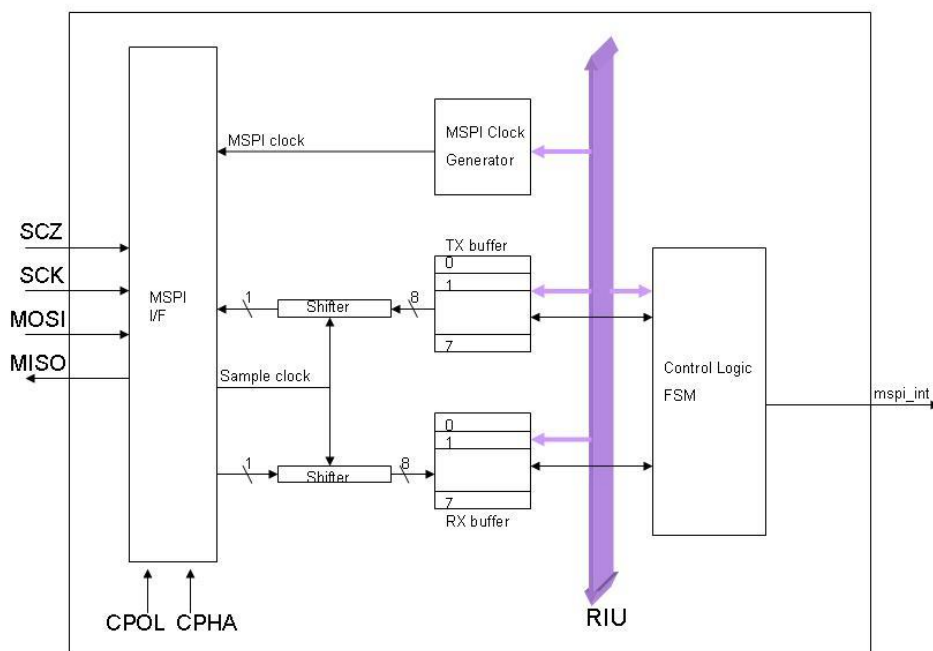 MSPI clock
MSPI Clock
Generator
SCZ
SCK
MOSI
MISO
MSPI
I/F
TX buffer
0
1
7
1
Shifter
8
Sample clock
1
Shifter
8
0
1
7
RX buffer
Control Logic
FSM
mspi_int
CPOL
CPHA
RIU